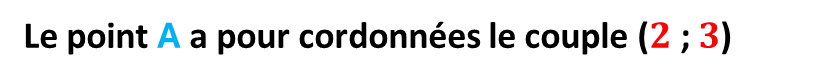 Le point A a pour cordonnées le couple (2 ; 3)